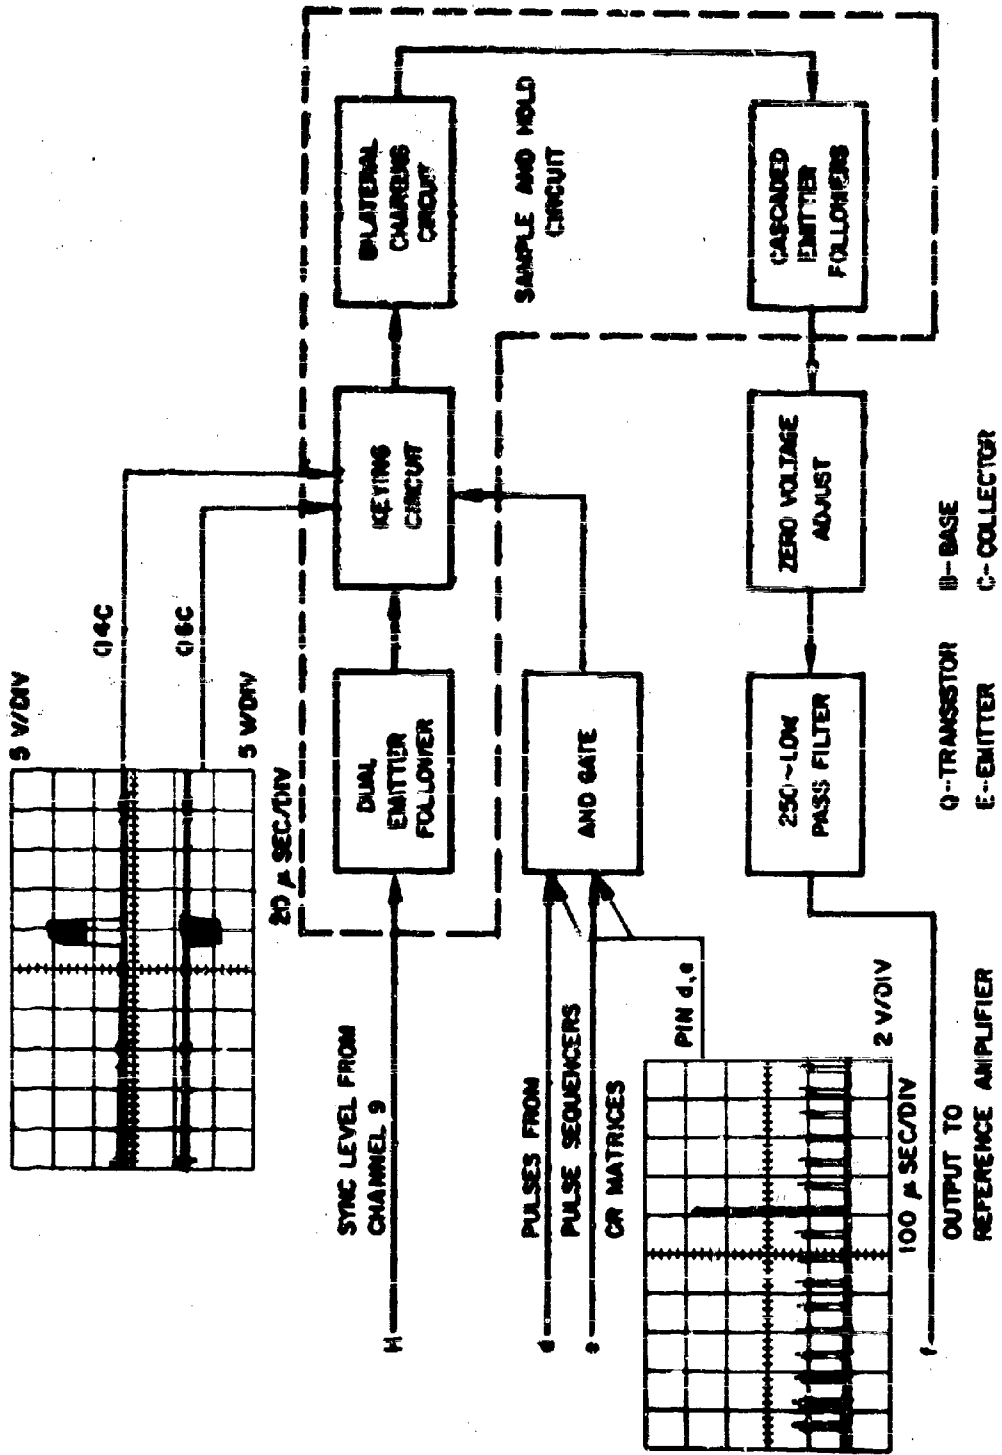 5 V/DIV
Q4C
Q6C
5 V/DIV
20 µ SEC/DIV
SYNC LEVEL FROM
CHANNEL 9
H
DUAL
EMITTER
FOLLOWER
KEYING
CIRCUIT
BILATERAL
CHARGING
CIRCUIT
SAMPLE AND HOLD
CIRCUIT
PULSES FROM
PULSE SEQUENCERS
OR MATRICES
d
e
AND GATE
PIN d,e
2 V/DIV
100 µ SEC/DIV
CASCADED
EMITTER
FOLLOWERS
ZERO VOLTAGE
ADJUST
250~LOW
PASS FILTER
f
OUTPUT TO
REFERENCE AMPLIFIER
Q-TRANSISTOR
B-BASE
E-EMITTER
C-COLLECTOR